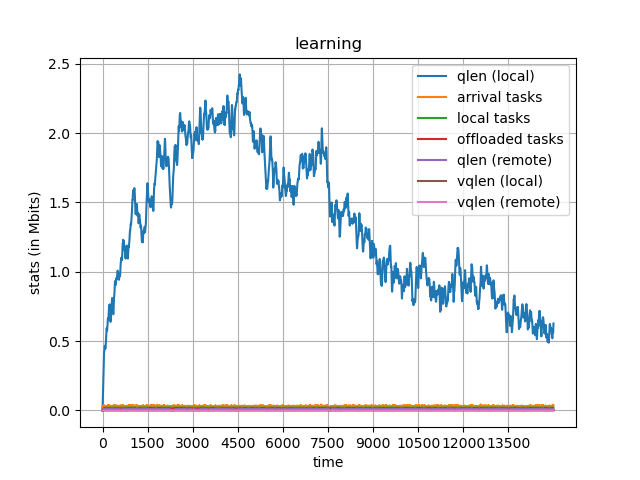 learning
stats (in Mbits)
2.5
2.0
1.5
1.0
0.5
0.0
qlen (local)
arrival tasks
local tasks
offloaded tasks
qlen (remote)
vqlen (local)
vqlen (remote)
0 1500 3000 4500 6000 7500 9000 10500 12000 13500
time